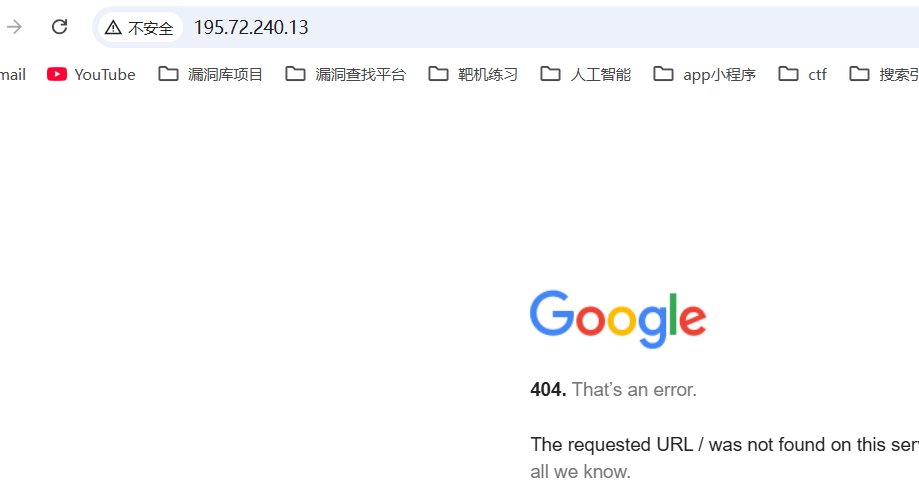 不安全 195.72.240.13
mail YouTube 漏洞库项目 漏洞查找平台 靶机练习 人工智能 app小程序 ctf 搜索引
Google
404. That’s an error.
The requested URL / was not found on this ser
all we know.